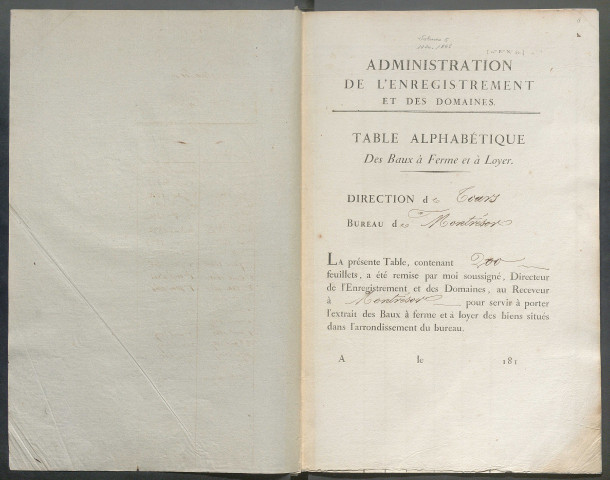 ADMINISTRATION
DE L'ENREGISTREMENT
ET DES DOMAINES.
TABLE ALPHABÉTIQUE
Des Baux à Ferme et à Loyer.
DIRECTION de Tours
BUREAU de Montrésor
LA présente Table, contenant 200
feuillets, a été remise par moi soussigné, Directeur
de l'Enregistrement et des Domaines, au Receveur
à Montrésor pour servir à porter
l'extrait des Baux à ferme et à loyer des biens situés
dans l'arrondissement du bureau.
A le 181